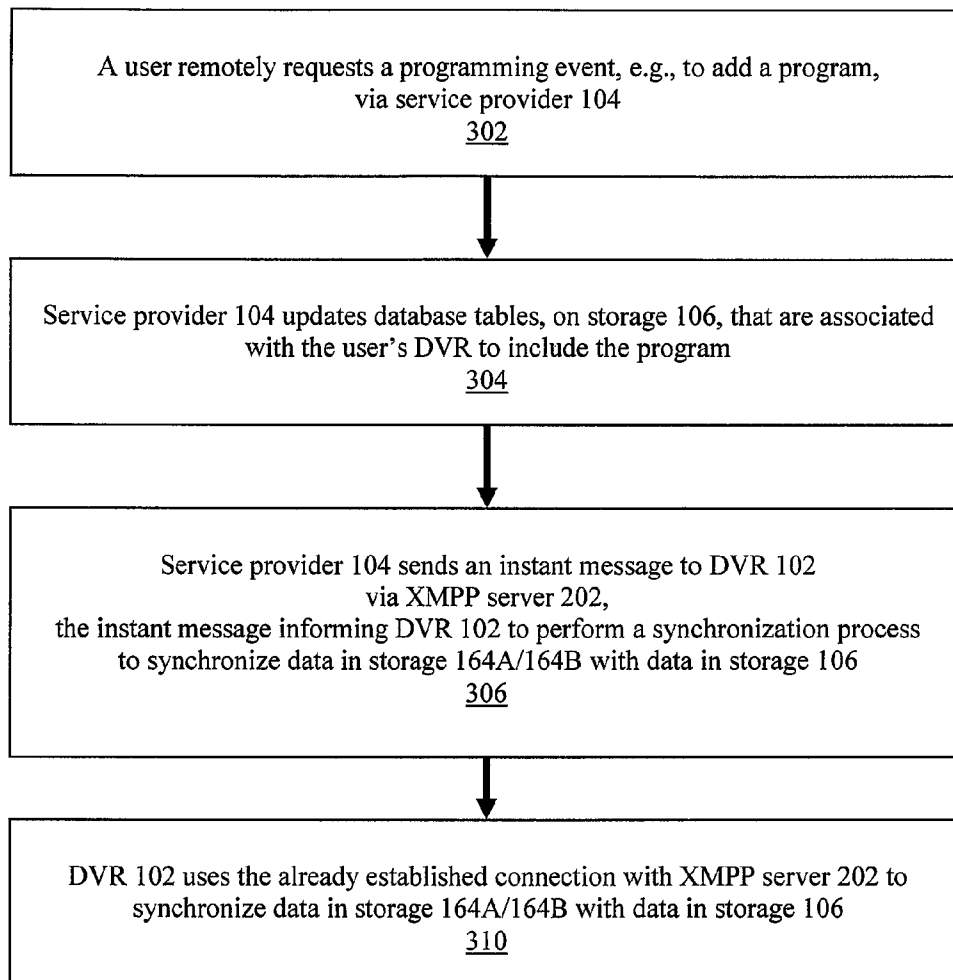 A user remotely requests a programming event, e.g., to add a program,
via service provider 104
302
Service provider 104 updates database tables, on storage 106, that are associated
with the user's DVR to include the program
304
Service provider 104 sends an instant message to DVR 102
via XMPP server 202,
the instant message informing DVR 102 to perform a synchronization process
to synchronize data in storage 164A/164B with data in storage 106
306
DVR 102 uses the already established connection with XMPP server 202 to
synchronize data in storage 164A/164B with data in storage 106
310